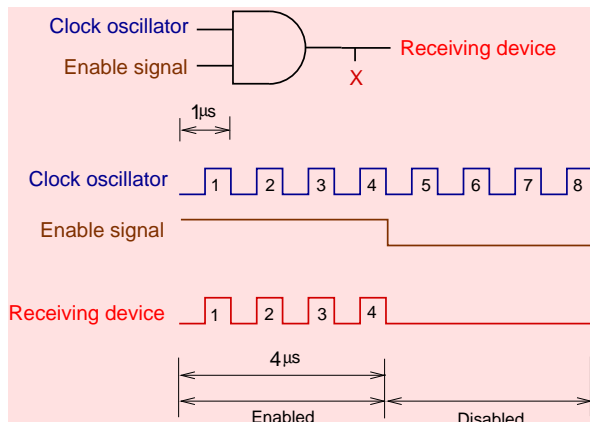 Clock oscillator
Receiving device
Enable signal
X
1μs
Clock oscillator
1 2 3 4 5 6 7 8
Enable signal
Receiving device
1 2 3 4
4μs
Enabled Disabled